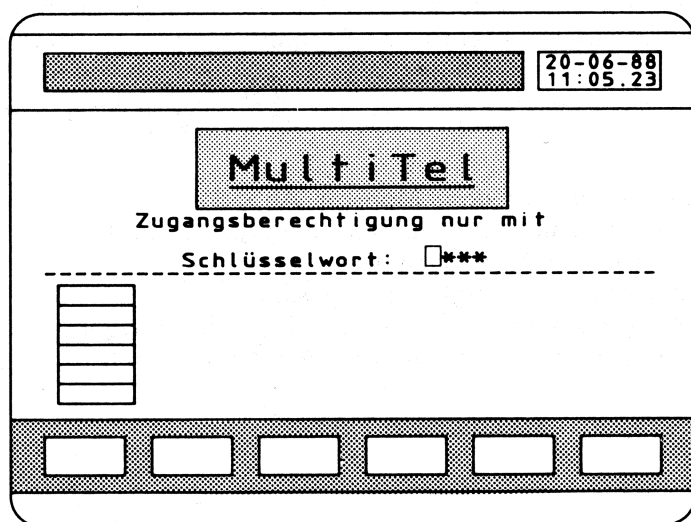 20-06-88
11:05.23
MultiTel
Zugangsberechtigung nur mit
Schlüsselwort: ***